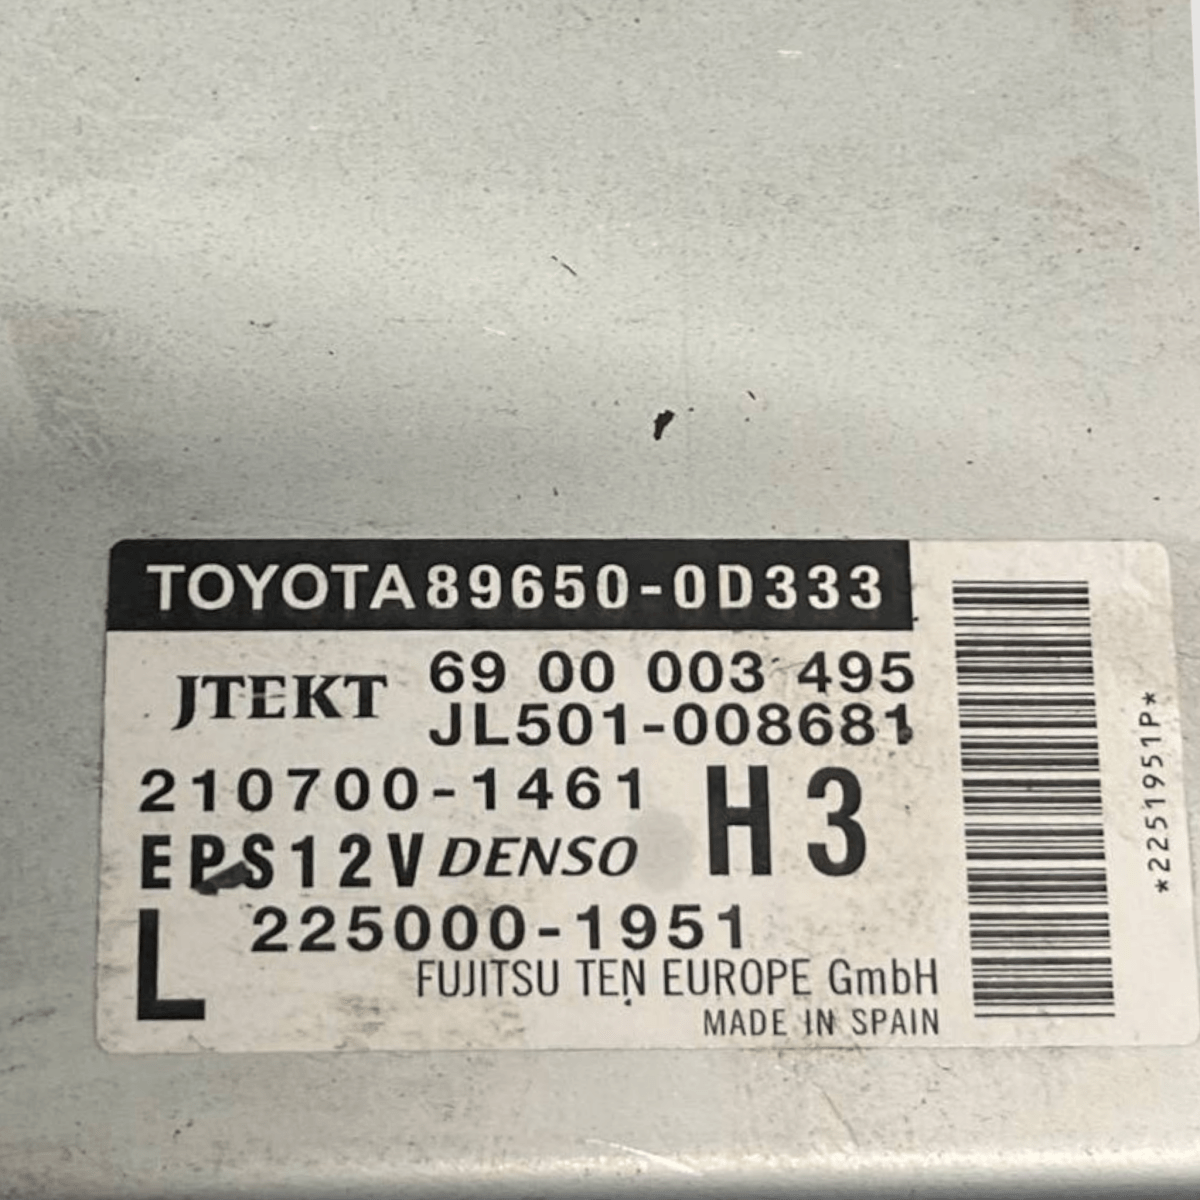 TOYOTA 89650-0D333
JTEKT 69 00 003 495
JL501-008681
210700-1461 H3
EPS12V DENSO
L 225000-1951
FUJITSU TEN EUROPE GmbH
MADE IN SPAIN
*2251951P*